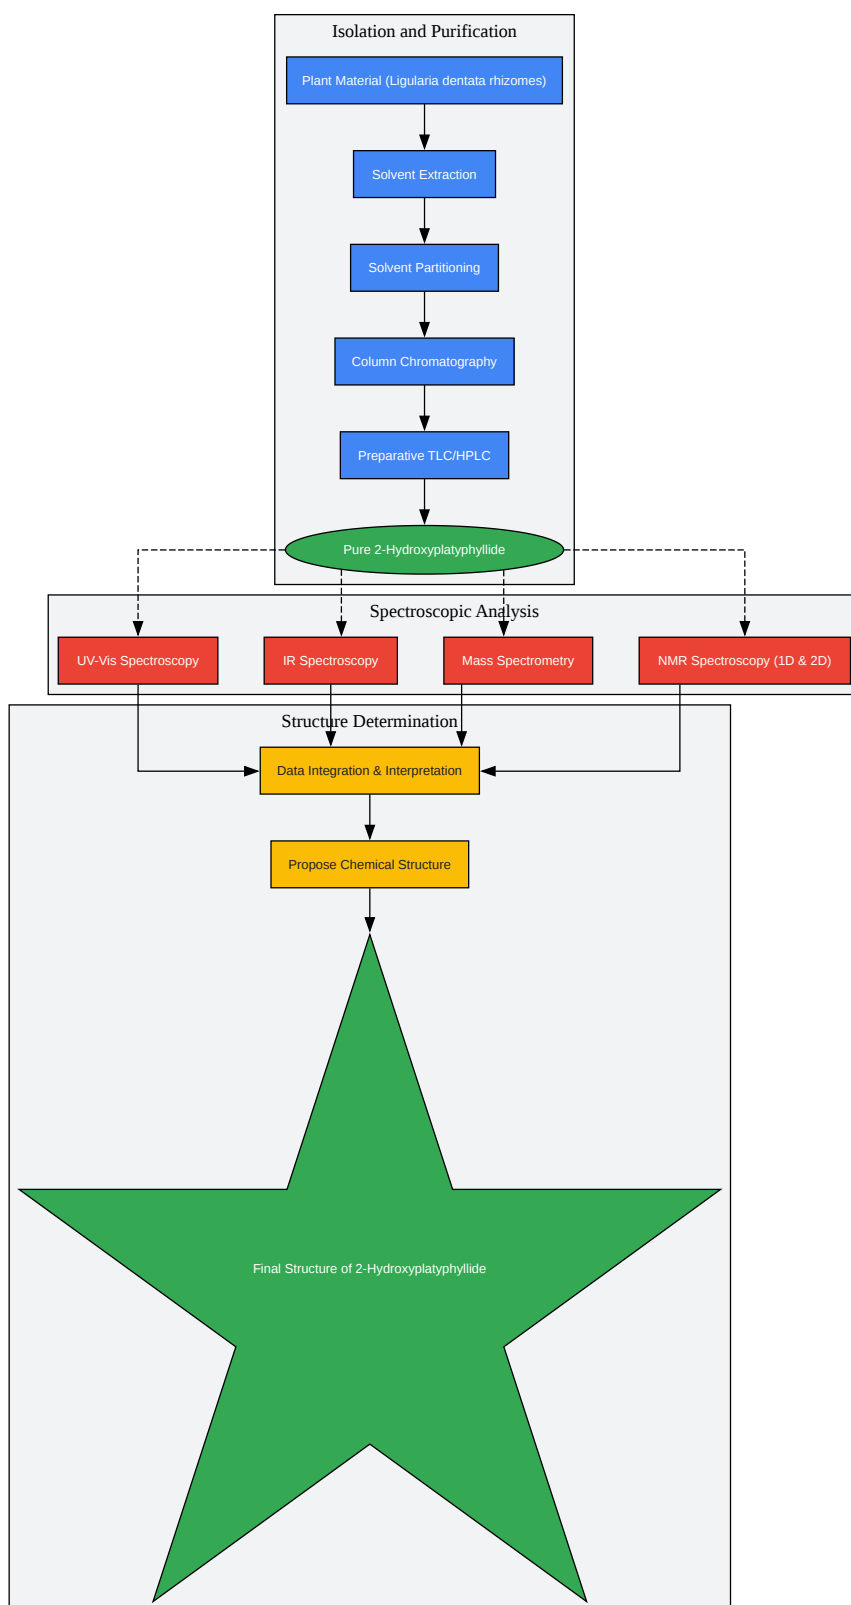 Isolation and Purification
Plant Material (Ligularia dentata rhizomes)
Solvent Extraction
Solvent Partitioning
Column Chromatography
Preparative TLC/HPLC
Pure 2-Hydroxyplatyphyllide
Spectroscopic Analysis
UV-Vis Spectroscopy
IR Spectroscopy
Mass Spectrometry
NMR Spectroscopy (1D & 2D)
Structure Determination
Data Integration & Interpretation
Propose Chemical Structure
Final Structure of 2-Hydroxyplatyphyllide